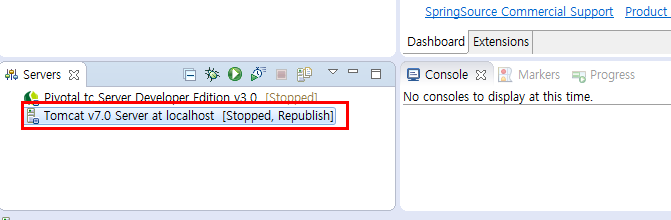 SpringSource Commercial Support Product
Dashboard Extensions
Servers
Pivotal tc Server Developer Edition v3.0 [Stopped]
Tomcat v7.0 Server at localhost [Stopped, Republish]
Console Markers Progress
No consoles to display at this time.